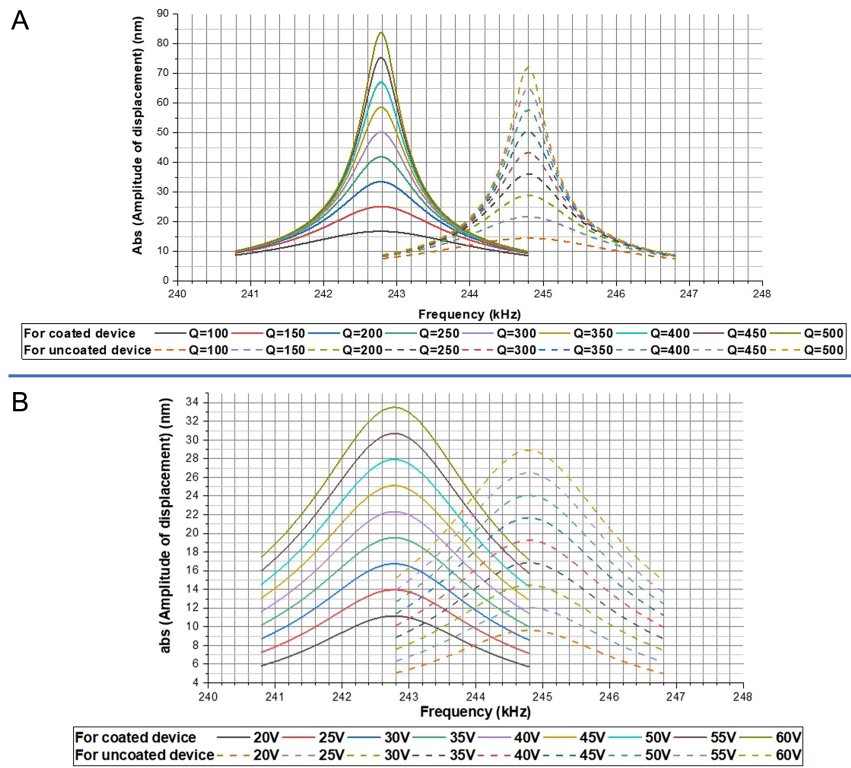 A
Abs (Amplitude of displacement) (nm)
90
80
70
60
50
40
30
20
10
0
240 241 242 243 244 245 246 247 248
Frequency (kHz)
For coated device Q=100 Q=150 Q=200 Q=250 Q=300 Q=350 Q=400 Q=450 Q=500
For uncoated device Q=100 Q=150 Q=200 Q=250 Q=300 Q=350 Q=400 Q=450 Q=500
B
abs (Amplitude of displacement) (nm)
34
32
30
28
26
24
22
20
18
16
14
12
10
8
6
4
240 241 242 243 244 245 246 247 248
Frequency (kHz)
For coated device 20V 25V 30V 35V 40V 45V 50V 55V 60V
For uncoated device 20V 25V 30V 35V 40V 45V 50V 55V 60V